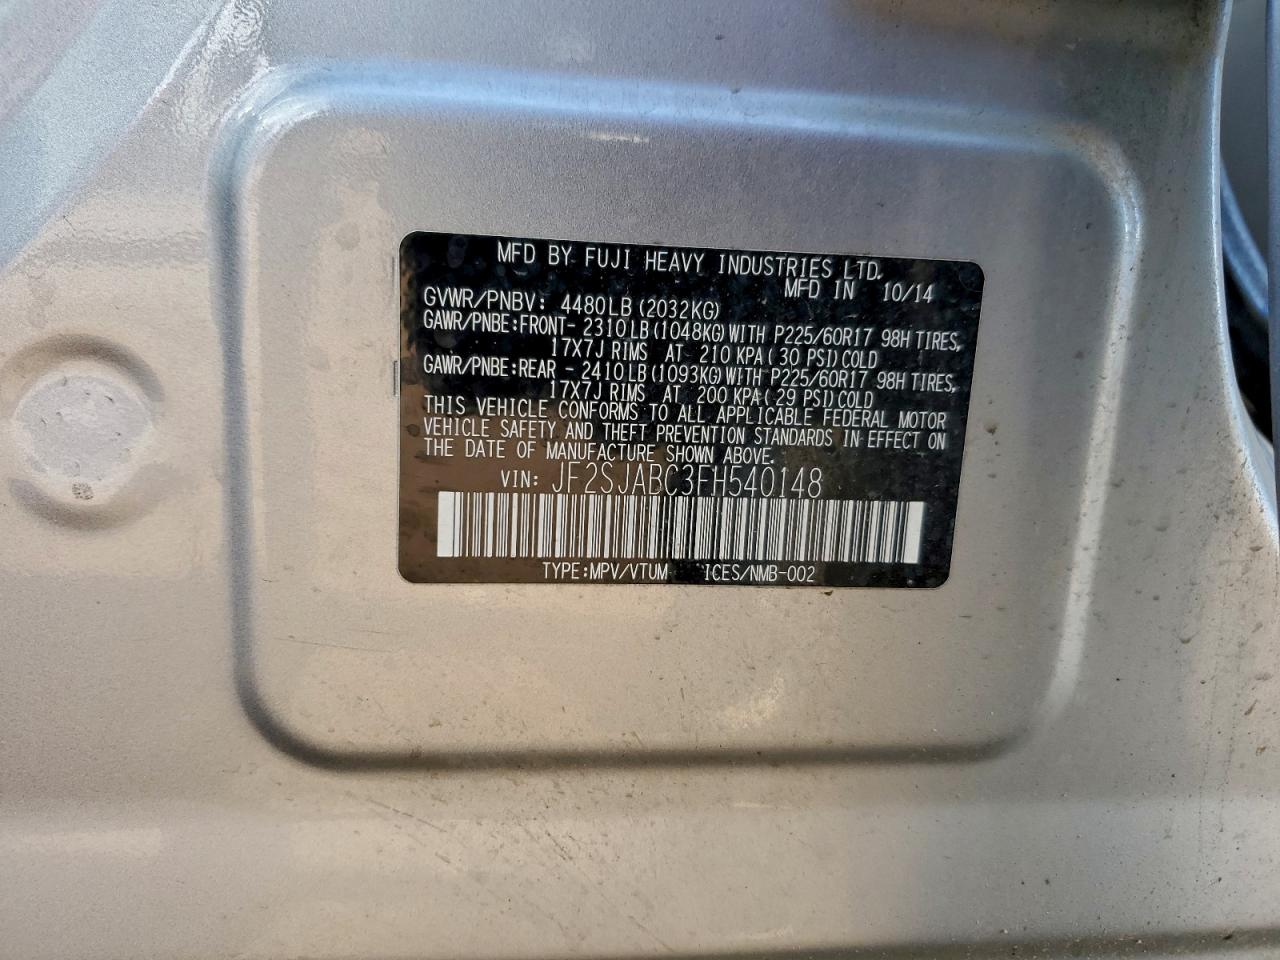 MFD BY FUJI HEAVY INDUSTRIES LTD.
MFD IN 10/14
GVWR/PNBV: 4480LB (2032KG)
GAWR/PNBE:FRONT- 2310LB (1048KG) WITH P225/60R17 98H TIRES,
17X7J RIMS AT 210 KPA ( 30 PSI) COLD
GAWR/PNBE:REAR - 2410LB (1093KG) WITH P225/60R17 98H TIRES,
17X7J RIMS AT 200 KPA ( 29 PSI) COLD
THIS VEHICLE CONFORMS TO ALL APPLICABLE FEDERAL MOTOR
VEHICLE SAFETY AND THEFT PREVENTION STANDARDS IN EFFECT ON
THE DATE OF MANUFACTURE SHOWN ABOVE.
VIN: JF2SJABC3FH540148
TYPE:MPV/VTUM ICES/NMB-002